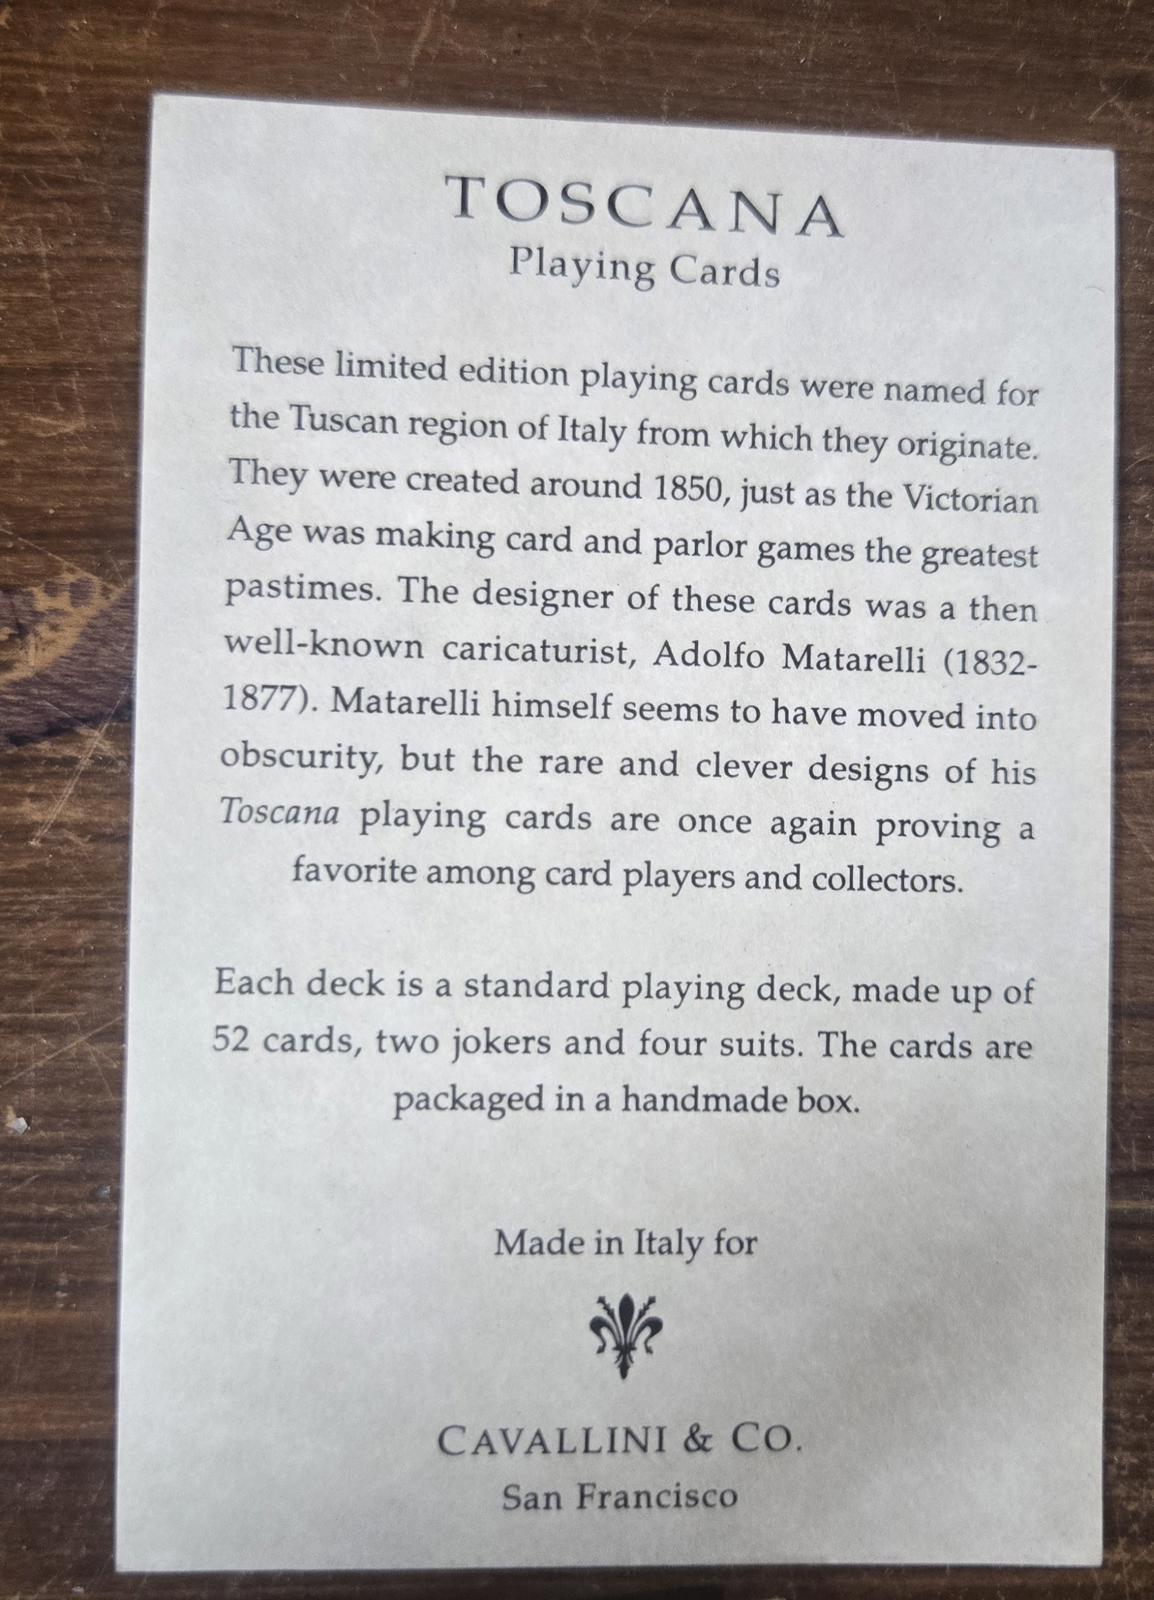 TOSCANA
Playing Cards
These limited edition playing cards were named for
the Tuscan region of Italy from which they originate.
They were created around 1850, just as the Victorian
Age was making card and parlor games the greatest
pastimes. The designer of these cards was a then
well-known caricaturist, Adolfo Matarelli (1832-
1877). Matarelli himself seems to have moved into
obscurity, but the rare and clever designs of his
Toscana playing cards are once again proving a
favorite among card players and collectors.
Each deck is a standard playing deck, made up of
52 cards, two jokers and four suits. The cards are
packaged in a handmade box.
Made in Italy for
CAVALLINI & CO.
San Francisco